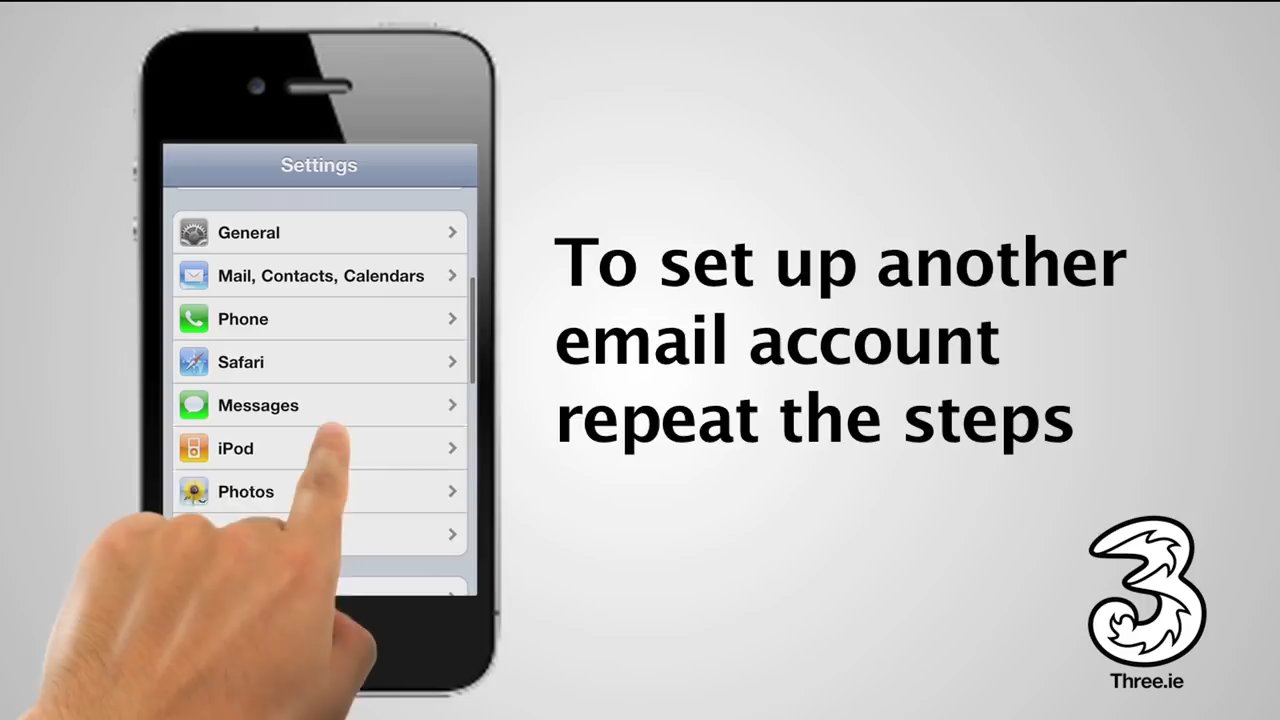 Settings
General
Mail, Contacts, Calendars
Phone
Safari
Messages
iPod
Photos
To set up another
email account
repeat the steps
3
Three.ie